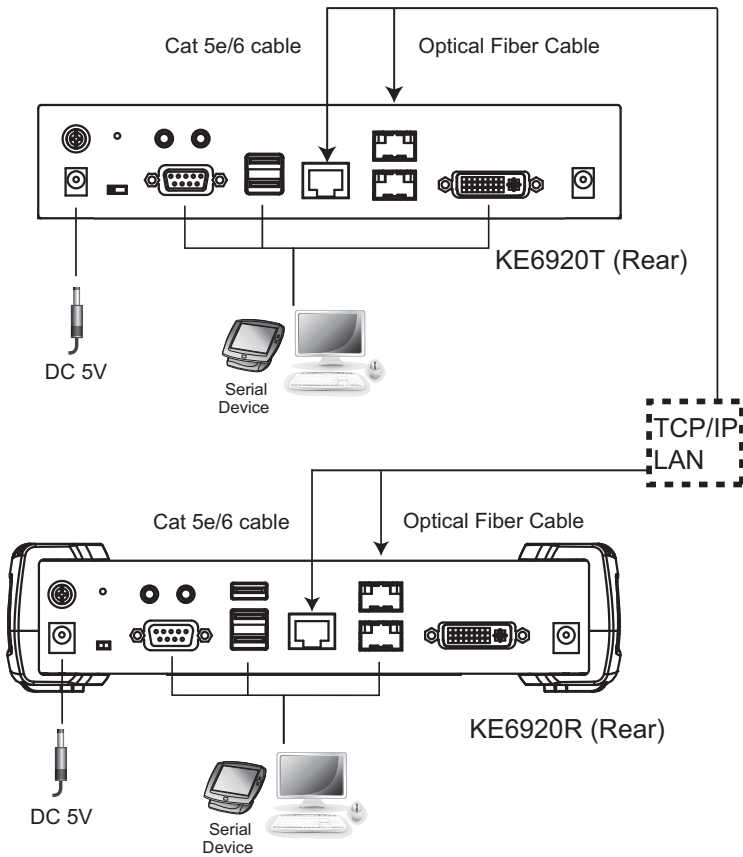 Cat 5e/6 cable
Optical Fiber Cable
KE6920T (Rear)
DC 5V
Serial
Device
TCP/IP
LAN
Cat 5e/6 cable
Optical Fiber Cable
KE6920R (Rear)
DC 5V
Serial
Device